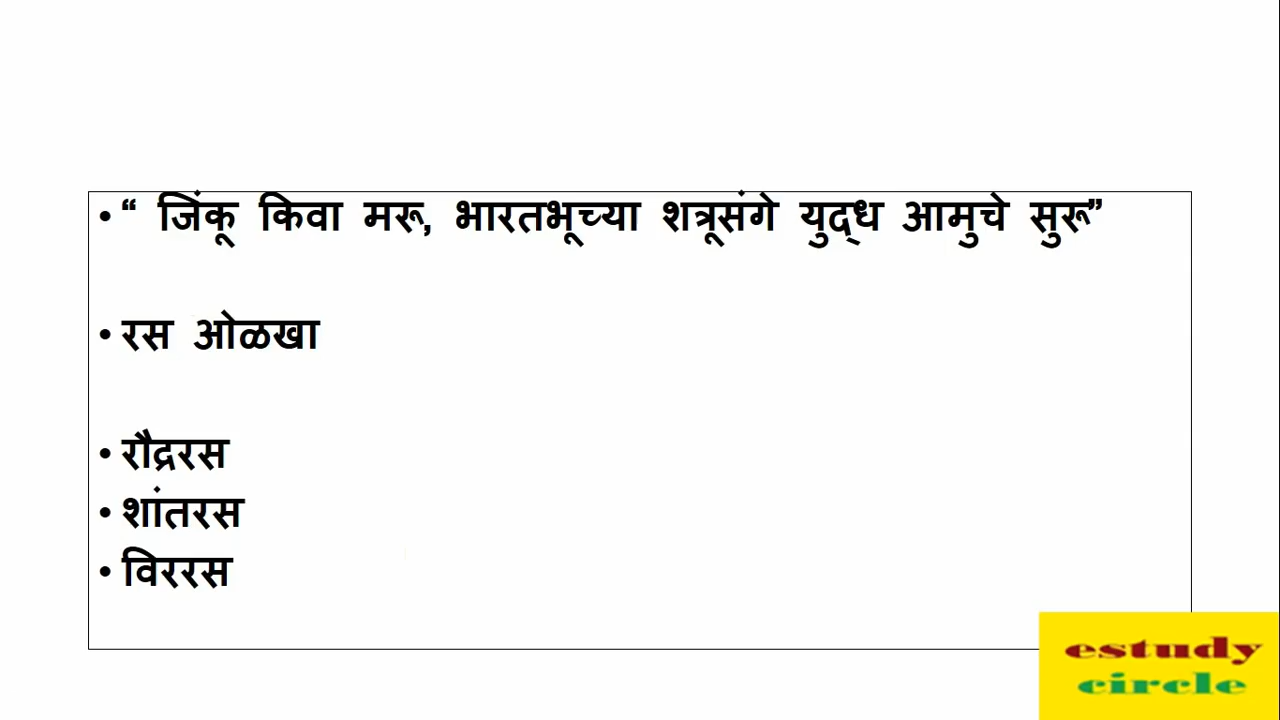 • “ जिंकू किवा मरू, भारतभूच्या शत्रूसंगे युद्ध आमुचे सुरू”
• रस ओळखा
• रौद्ररस
• शांतरस
• विररस
estudy
circle